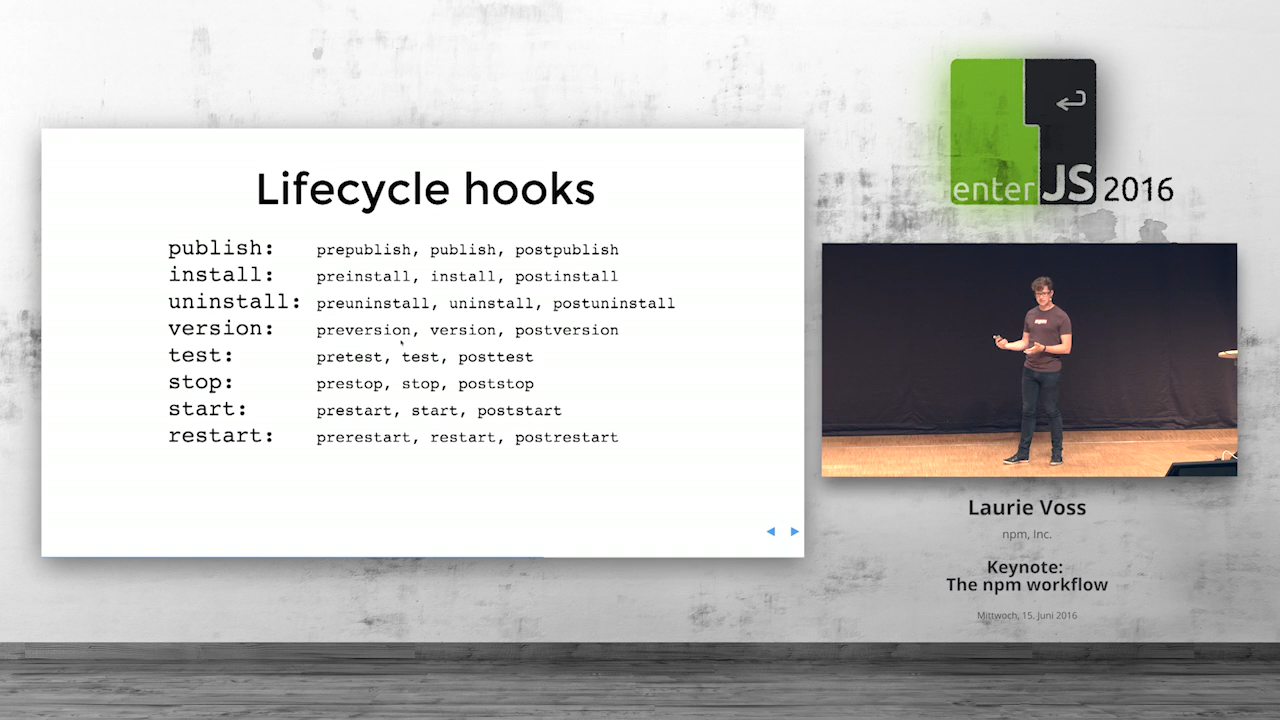 Lifecycle hooks
publish: prepublish, publish, postpublish
install: preinstall, install, postinstall
uninstall: preuninstall, uninstall, postuninstall
version: preversion, version, postversion
test: pretest, test, posttest
stop: prestop, stop, poststop
start: prestart, start, poststart
restart: prerestart, restart, postrestart
enterJS 2016
Laurie Voss
npm, Inc.
Keynote:
The npm workflow
Mittwoch, 15. Juni 2016